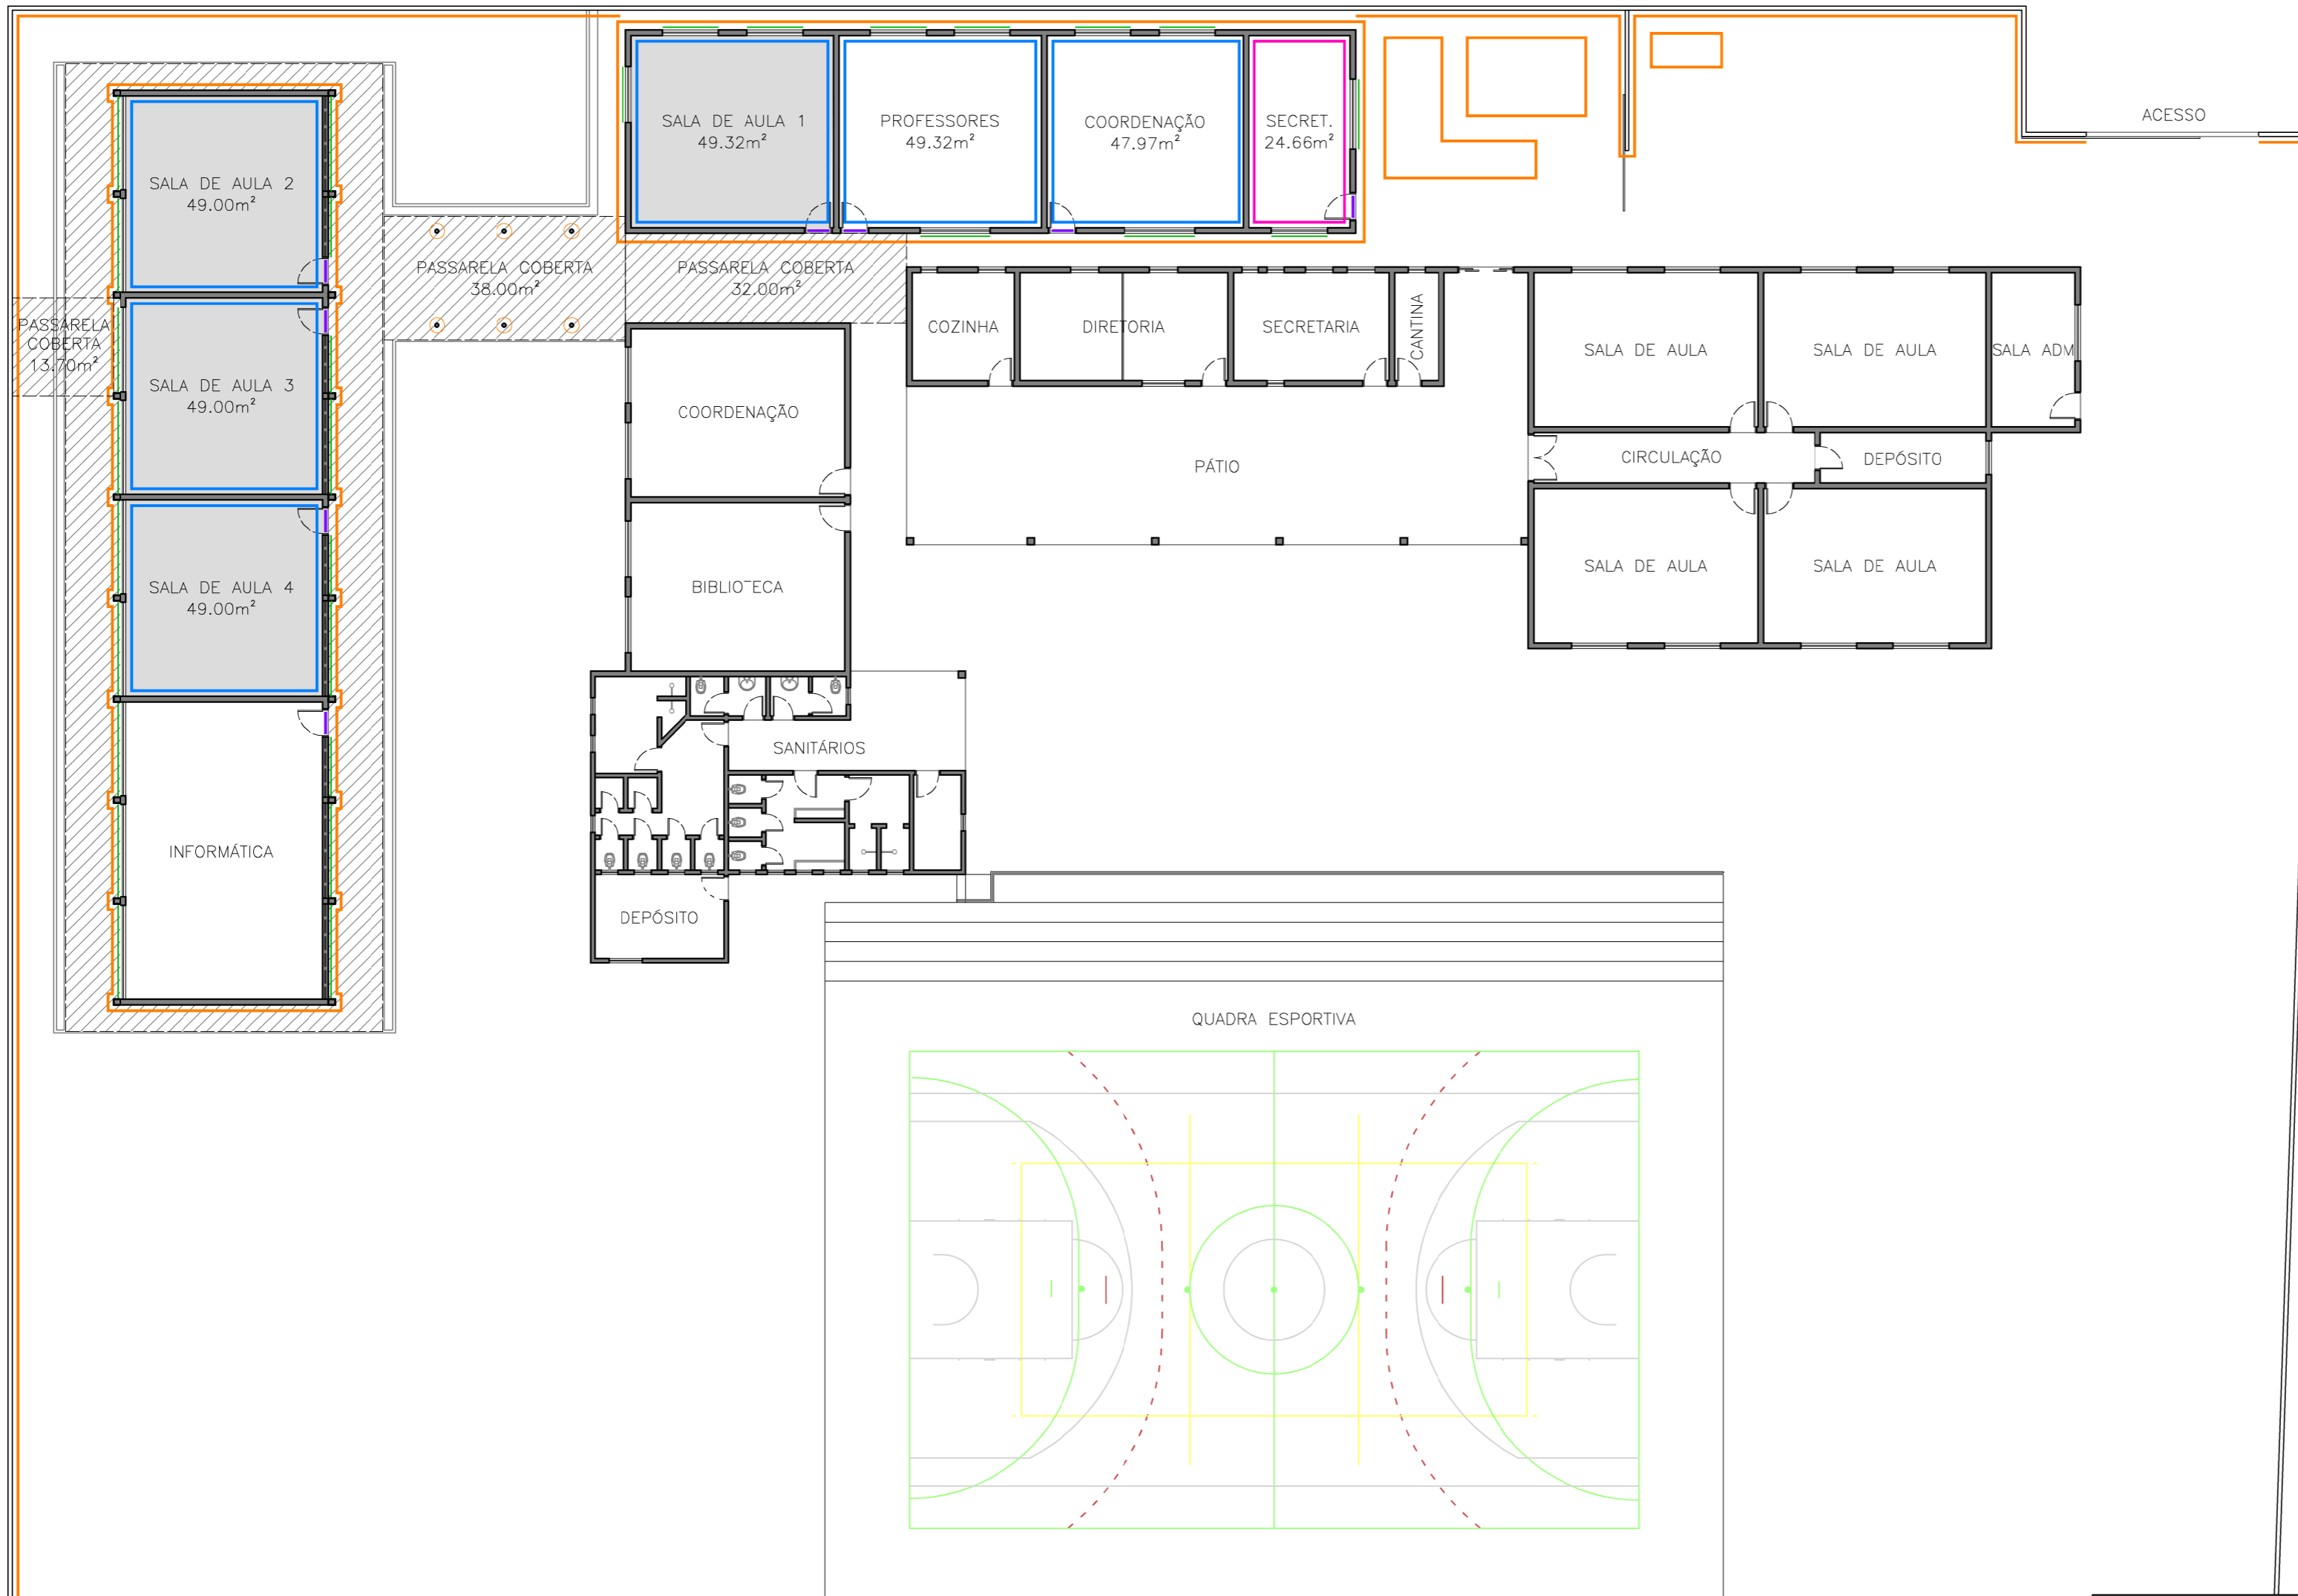 ACESSO
SALA DE AULA 1
49.32m²
PROFESSORES
49.32m²
COORDENAÇÃO
47.97m²
SECRET.
24.66m²
SALA DE AULA 2
49.00m²
PASSARELA COBERTA
38.00m²
PASSARELA COBERTA
32.00m²
PASSARELA
COBERTA
13.70m²
COZINHA
DIRETORIA
SECRETARIA
CANTINA
SALA DE AULA
SALA DE AULA
SALA ADM
SALA DE AULA 3
49.00m²
COORDENAÇÃO
PÁTIO
CIRCULAÇÃO
DEPÓSITO
SALA DE AULA 4
49.00m²
BIBLIOTECA
SALA DE AULA
SALA DE AULA
SANITÁRIOS
INFORMÁTICA
DEPÓSITO
QUADRA ESPORTIVA